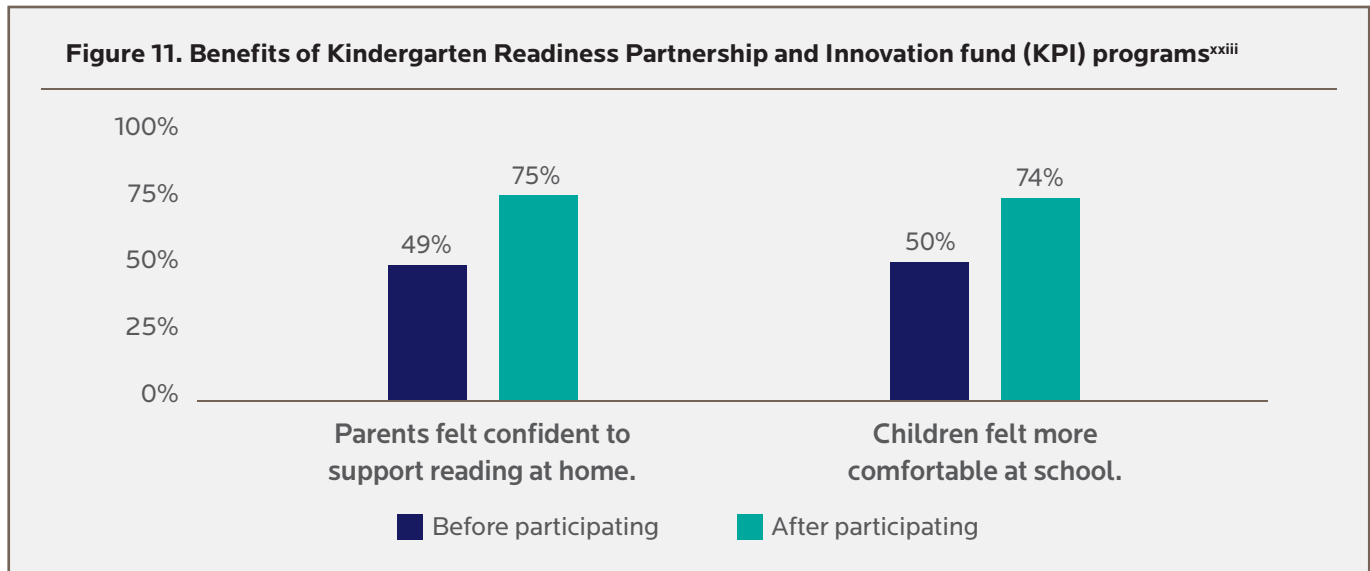 Figure 11. Benefits of Kindergarten Readiness Partnership and Innovation fund (KPI) programsxxiii
100%
75%
50%
25%
0%
49%
75%
50%
74%
Parents felt confident to
support reading at home.
Children felt more
comfortable at school.
Before participating
After participating